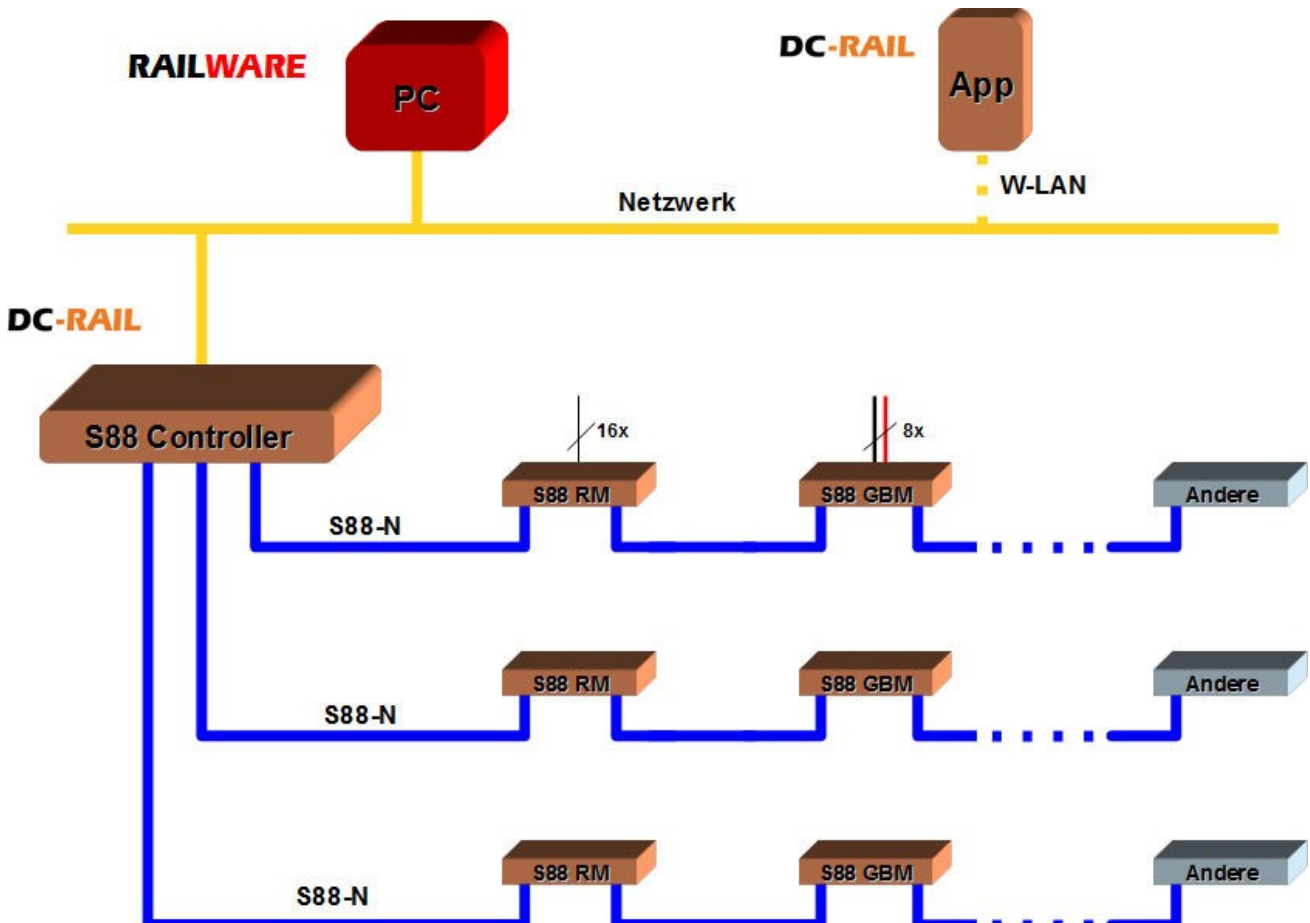 RAILWARE
PC
DC-RAIL
App
W-LAN
Netzwerk
DC-RAIL
S88 Controller
16x
8x
S88 RM
S88 GBM
Andere
S88-N
S88 RM
S88 GBM
Andere
S88-N
S88 RM
S88 GBM
Andere
S88-N